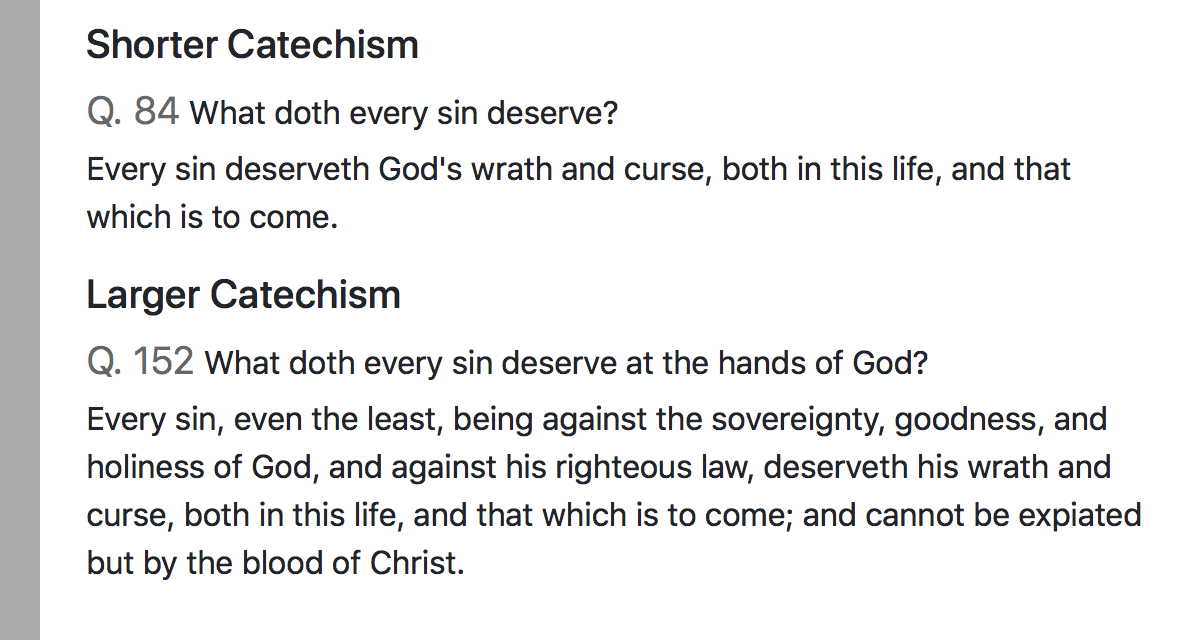 Shorter Catechism
Q. 84 What doth every sin deserve?
Every sin deserveth God's wrath and curse, both in this life, and that
which is to come.
Larger Catechism
Q. 152 What doth every sin deserve at the hands of God?
Every sin, even the least, being against the sovereignty, goodness, and
holiness of God, and against his righteous law, deserveth his wrath and
curse, both in this life, and that which is to come; and cannot be expiated
but by the blood of Christ.